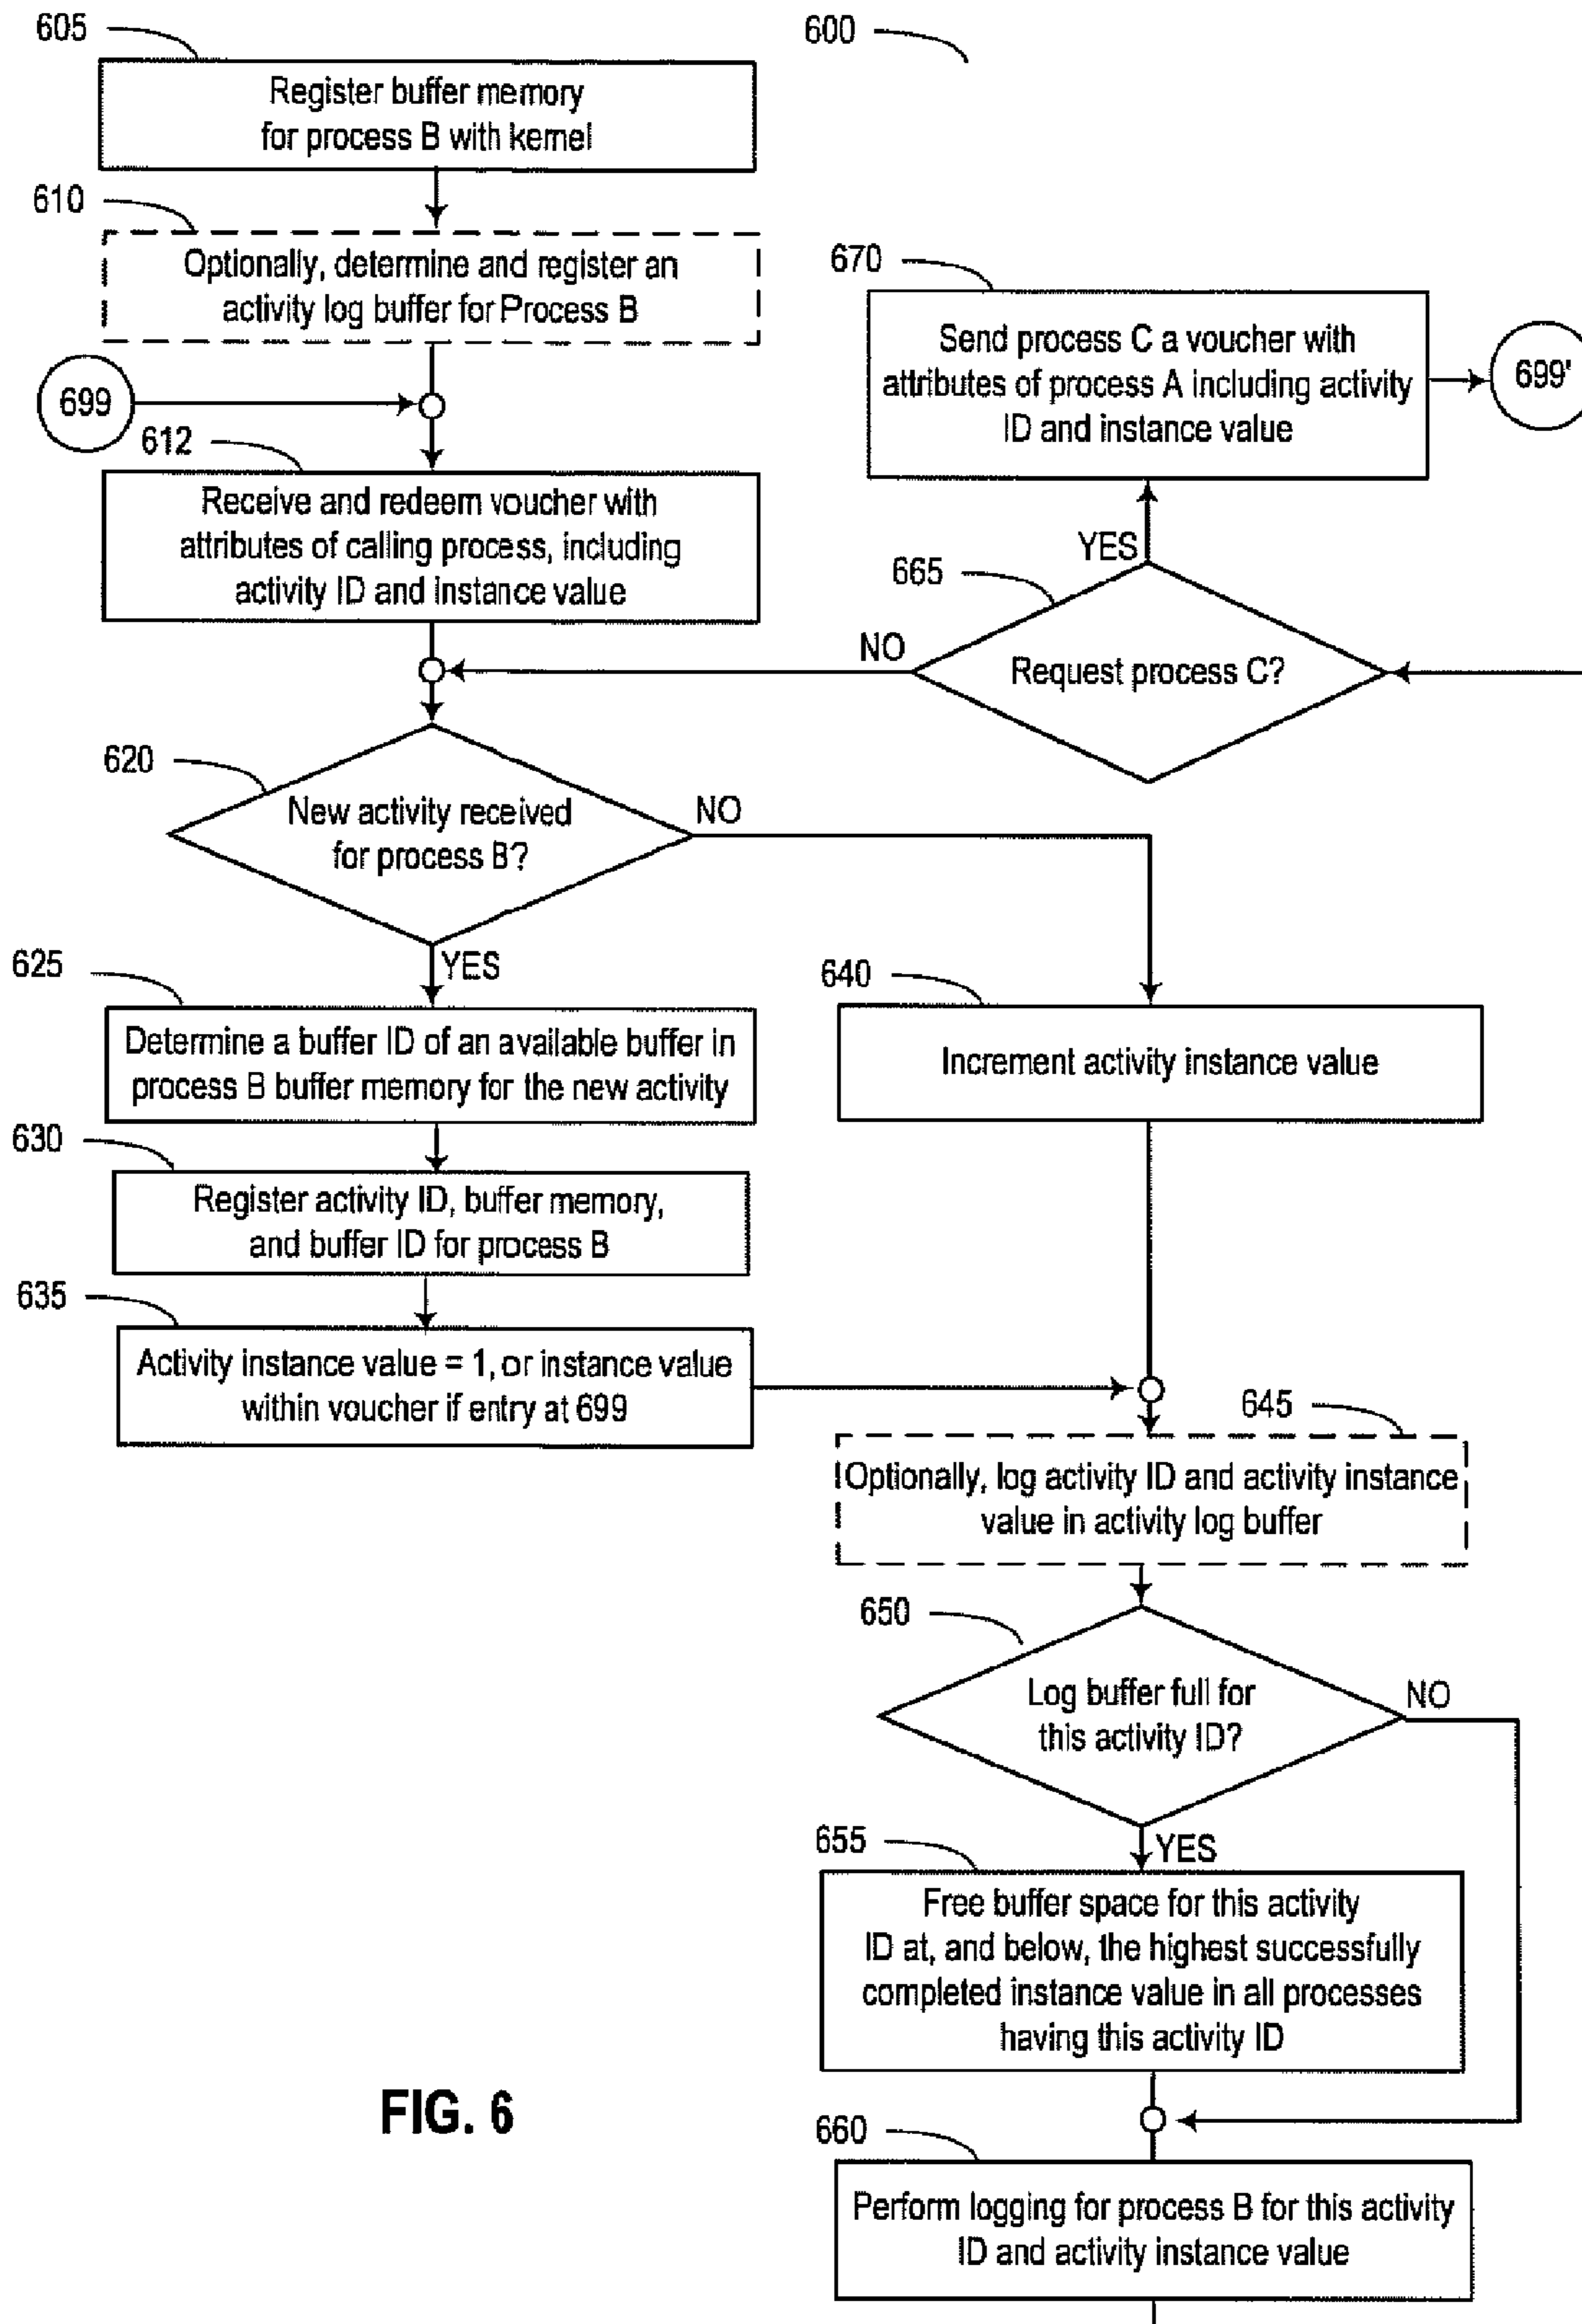 605
600
Register buffer memory
for process B with kernel
610
Optionally, determine and register an
activity log buffer for Process B
670
Send process C a voucher with
attributes of process A including activity
ID and instance value
699'
699
612
Receive and redeem voucher with
attributes of calling process, including
activity ID and instance value
YES
665
NO
Request process C?
620
New activity received
for process B?
NO
YES
625
Determine a buffer ID of an available buffer in
process B buffer memory for the new activity
640
Increment activity instance value
630
Register activity ID, buffer memory,
and buffer ID for process B
635
Activity instance value = 1, or instance value
within voucher if entry at 699
645
Optionally, log activity ID and activity instance
value in activity log buffer
650
Log buffer full for
this activity ID?
NO
YES
655
Free buffer space for this activity
ID at, and below, the highest successfully
completed instance value in all processes
having this activity ID
FIG. 6
660
Perform logging for process B for this activity
ID and activity instance value